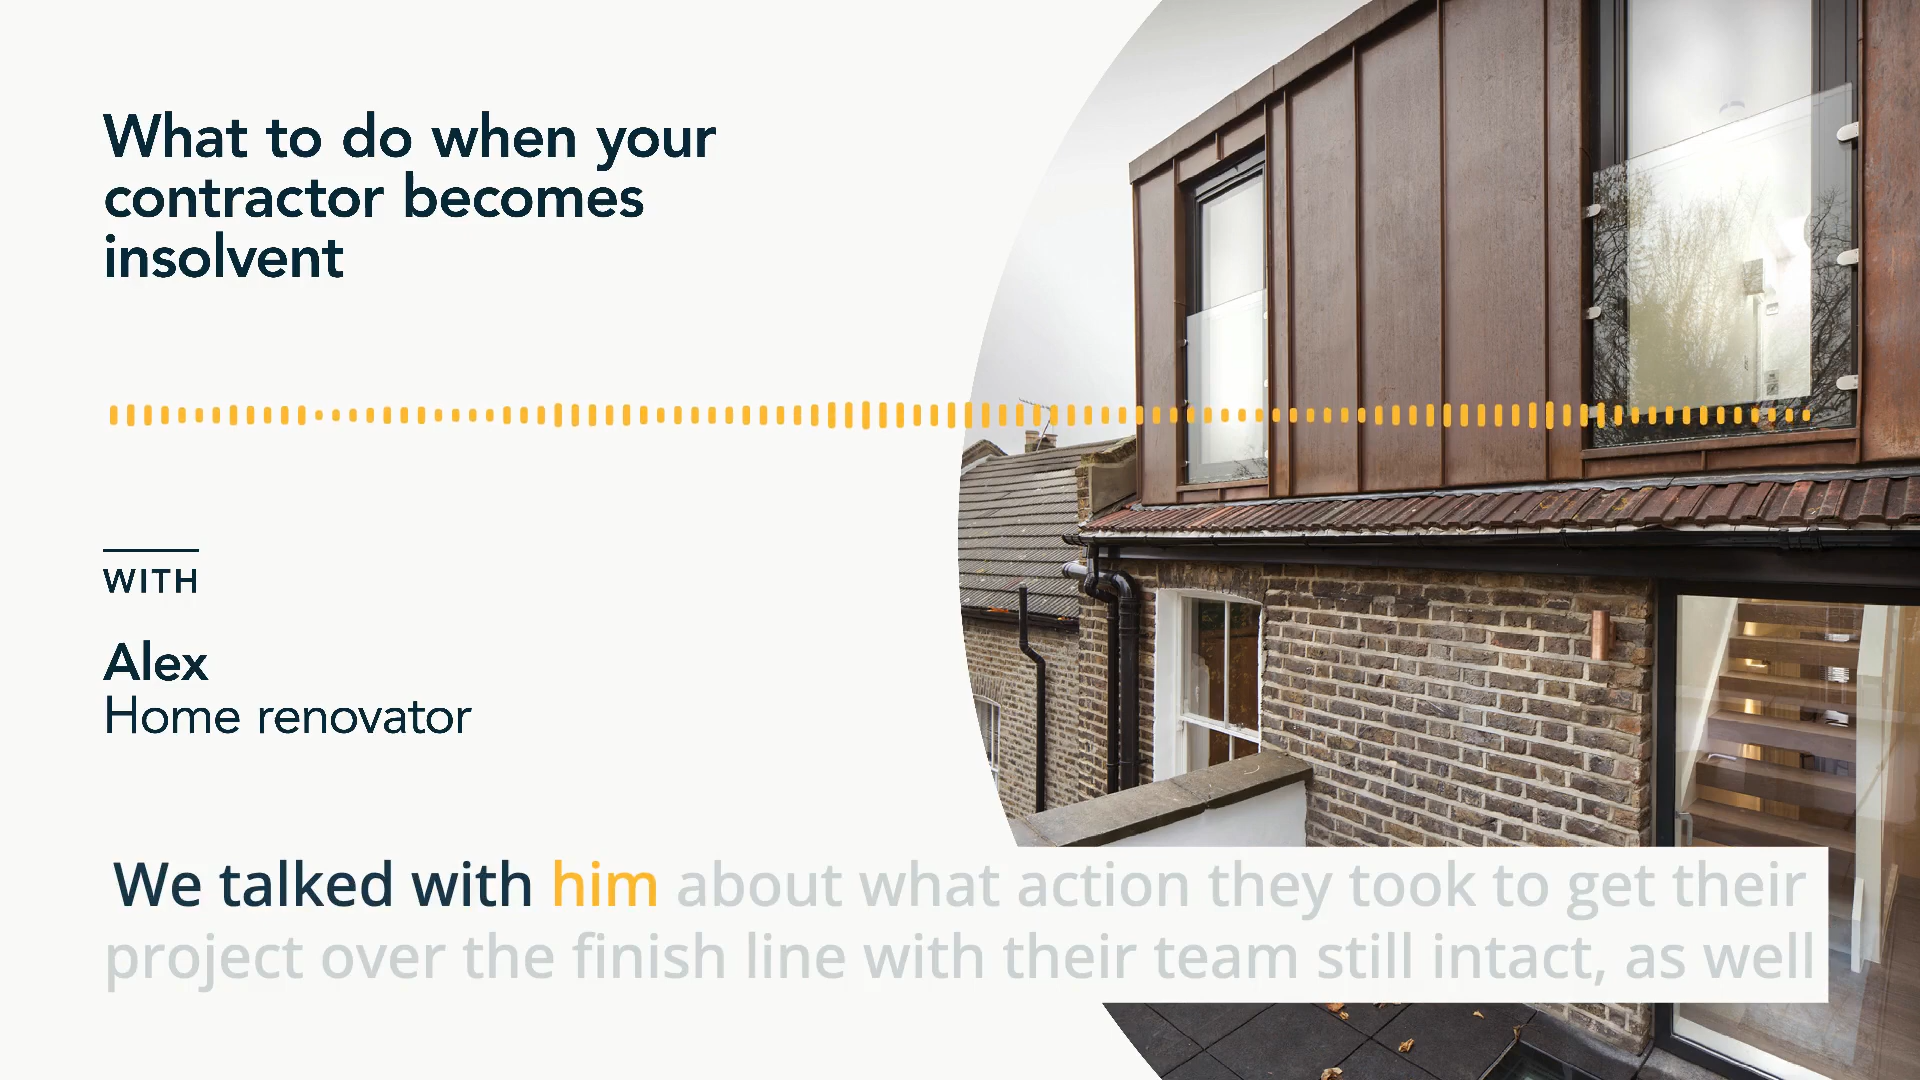 What to do when your
contractor becomes
insolvent
WITH
Alex
Home renovator
We talked with him about what action they took to get their
project over the finish line with their team still intact, as well